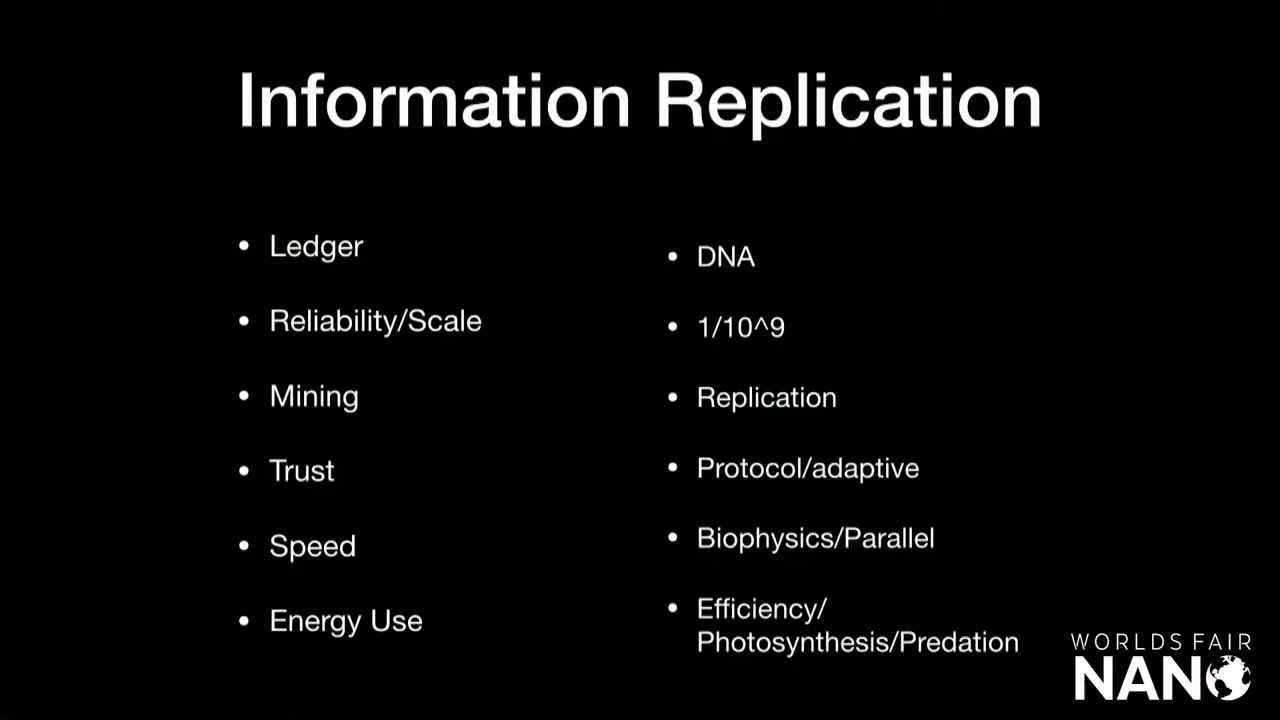 Information Replication
• Ledger
• Reliability/Scale
• Mining
• Trust
• Speed
• Energy Use
• DNA
• 1/10^9
• Replication
• Protocol/adaptive
• Biophysics/Parallel
• Efficiency/
Photosynthesis/Predation
WORLDS FAIR
NANO